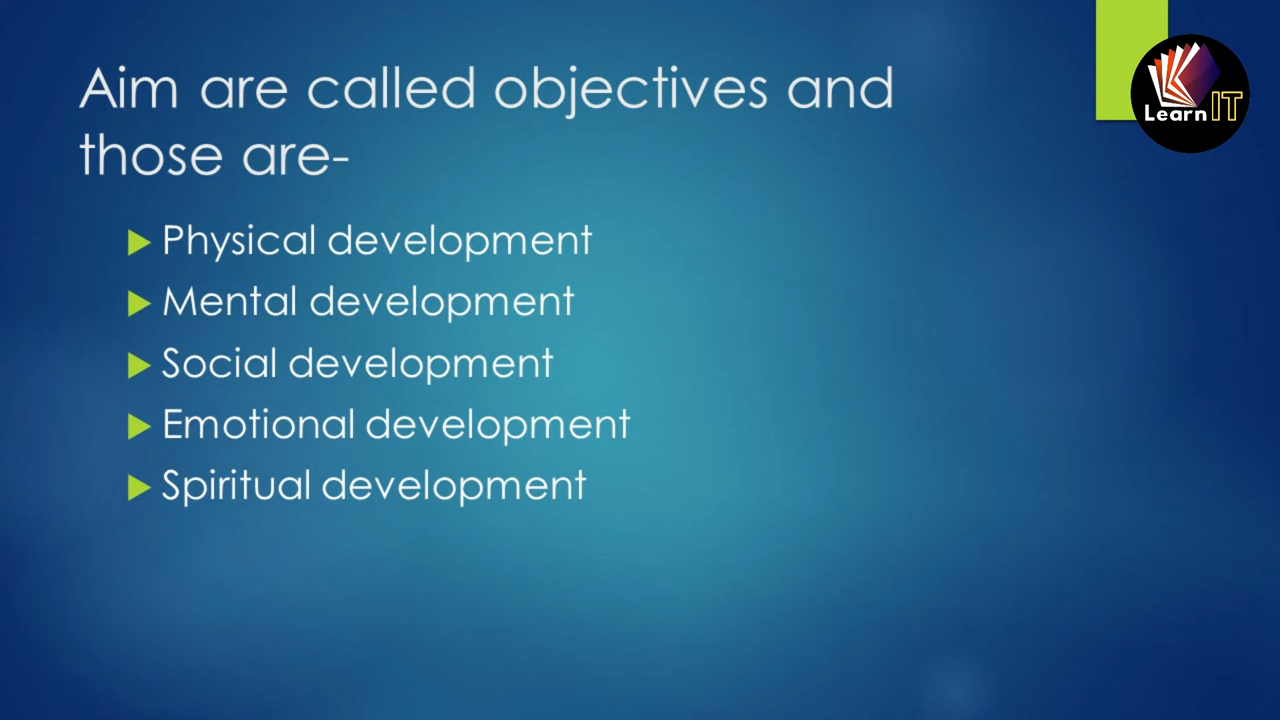 Aim are called objectives and
those are-
Physical development
Mental development
Social development
Emotional development
Spiritual development
Learn IT